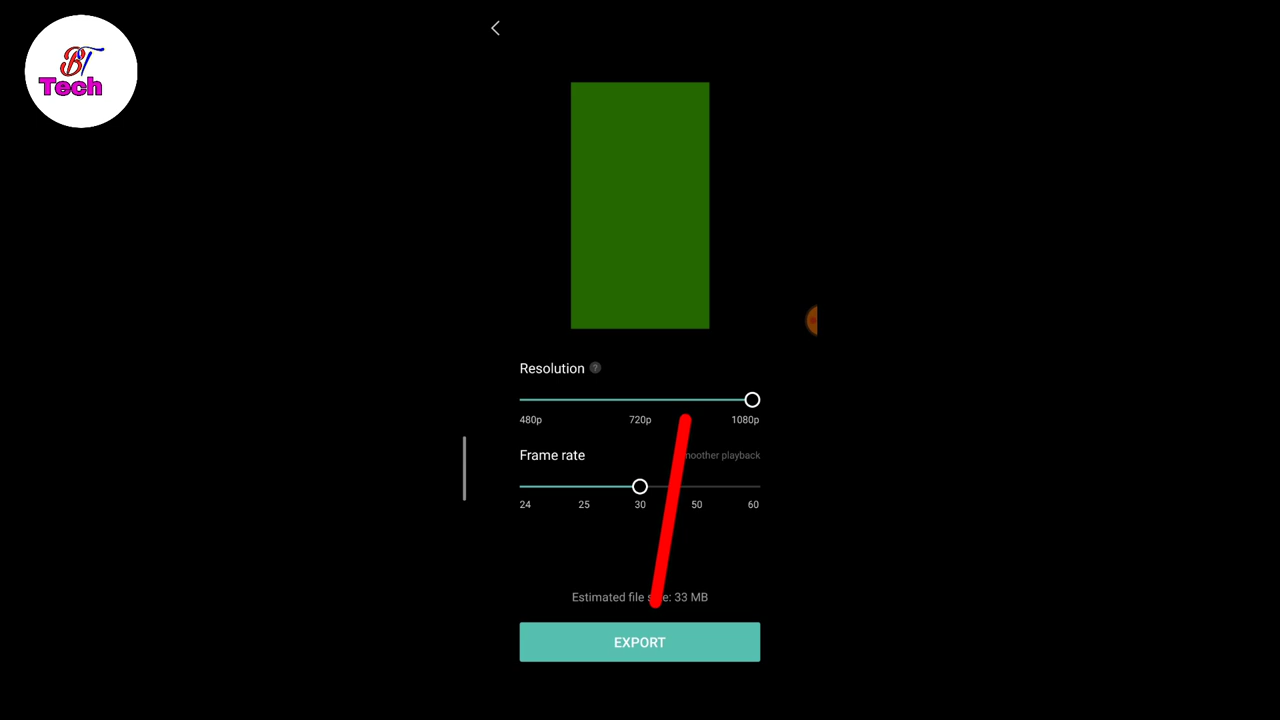 BT
Tech
Resolution ?
480p 720p 1080p
Frame rate
playback
24 25 30 50 60
Estimated file 33 MB
EXPORT